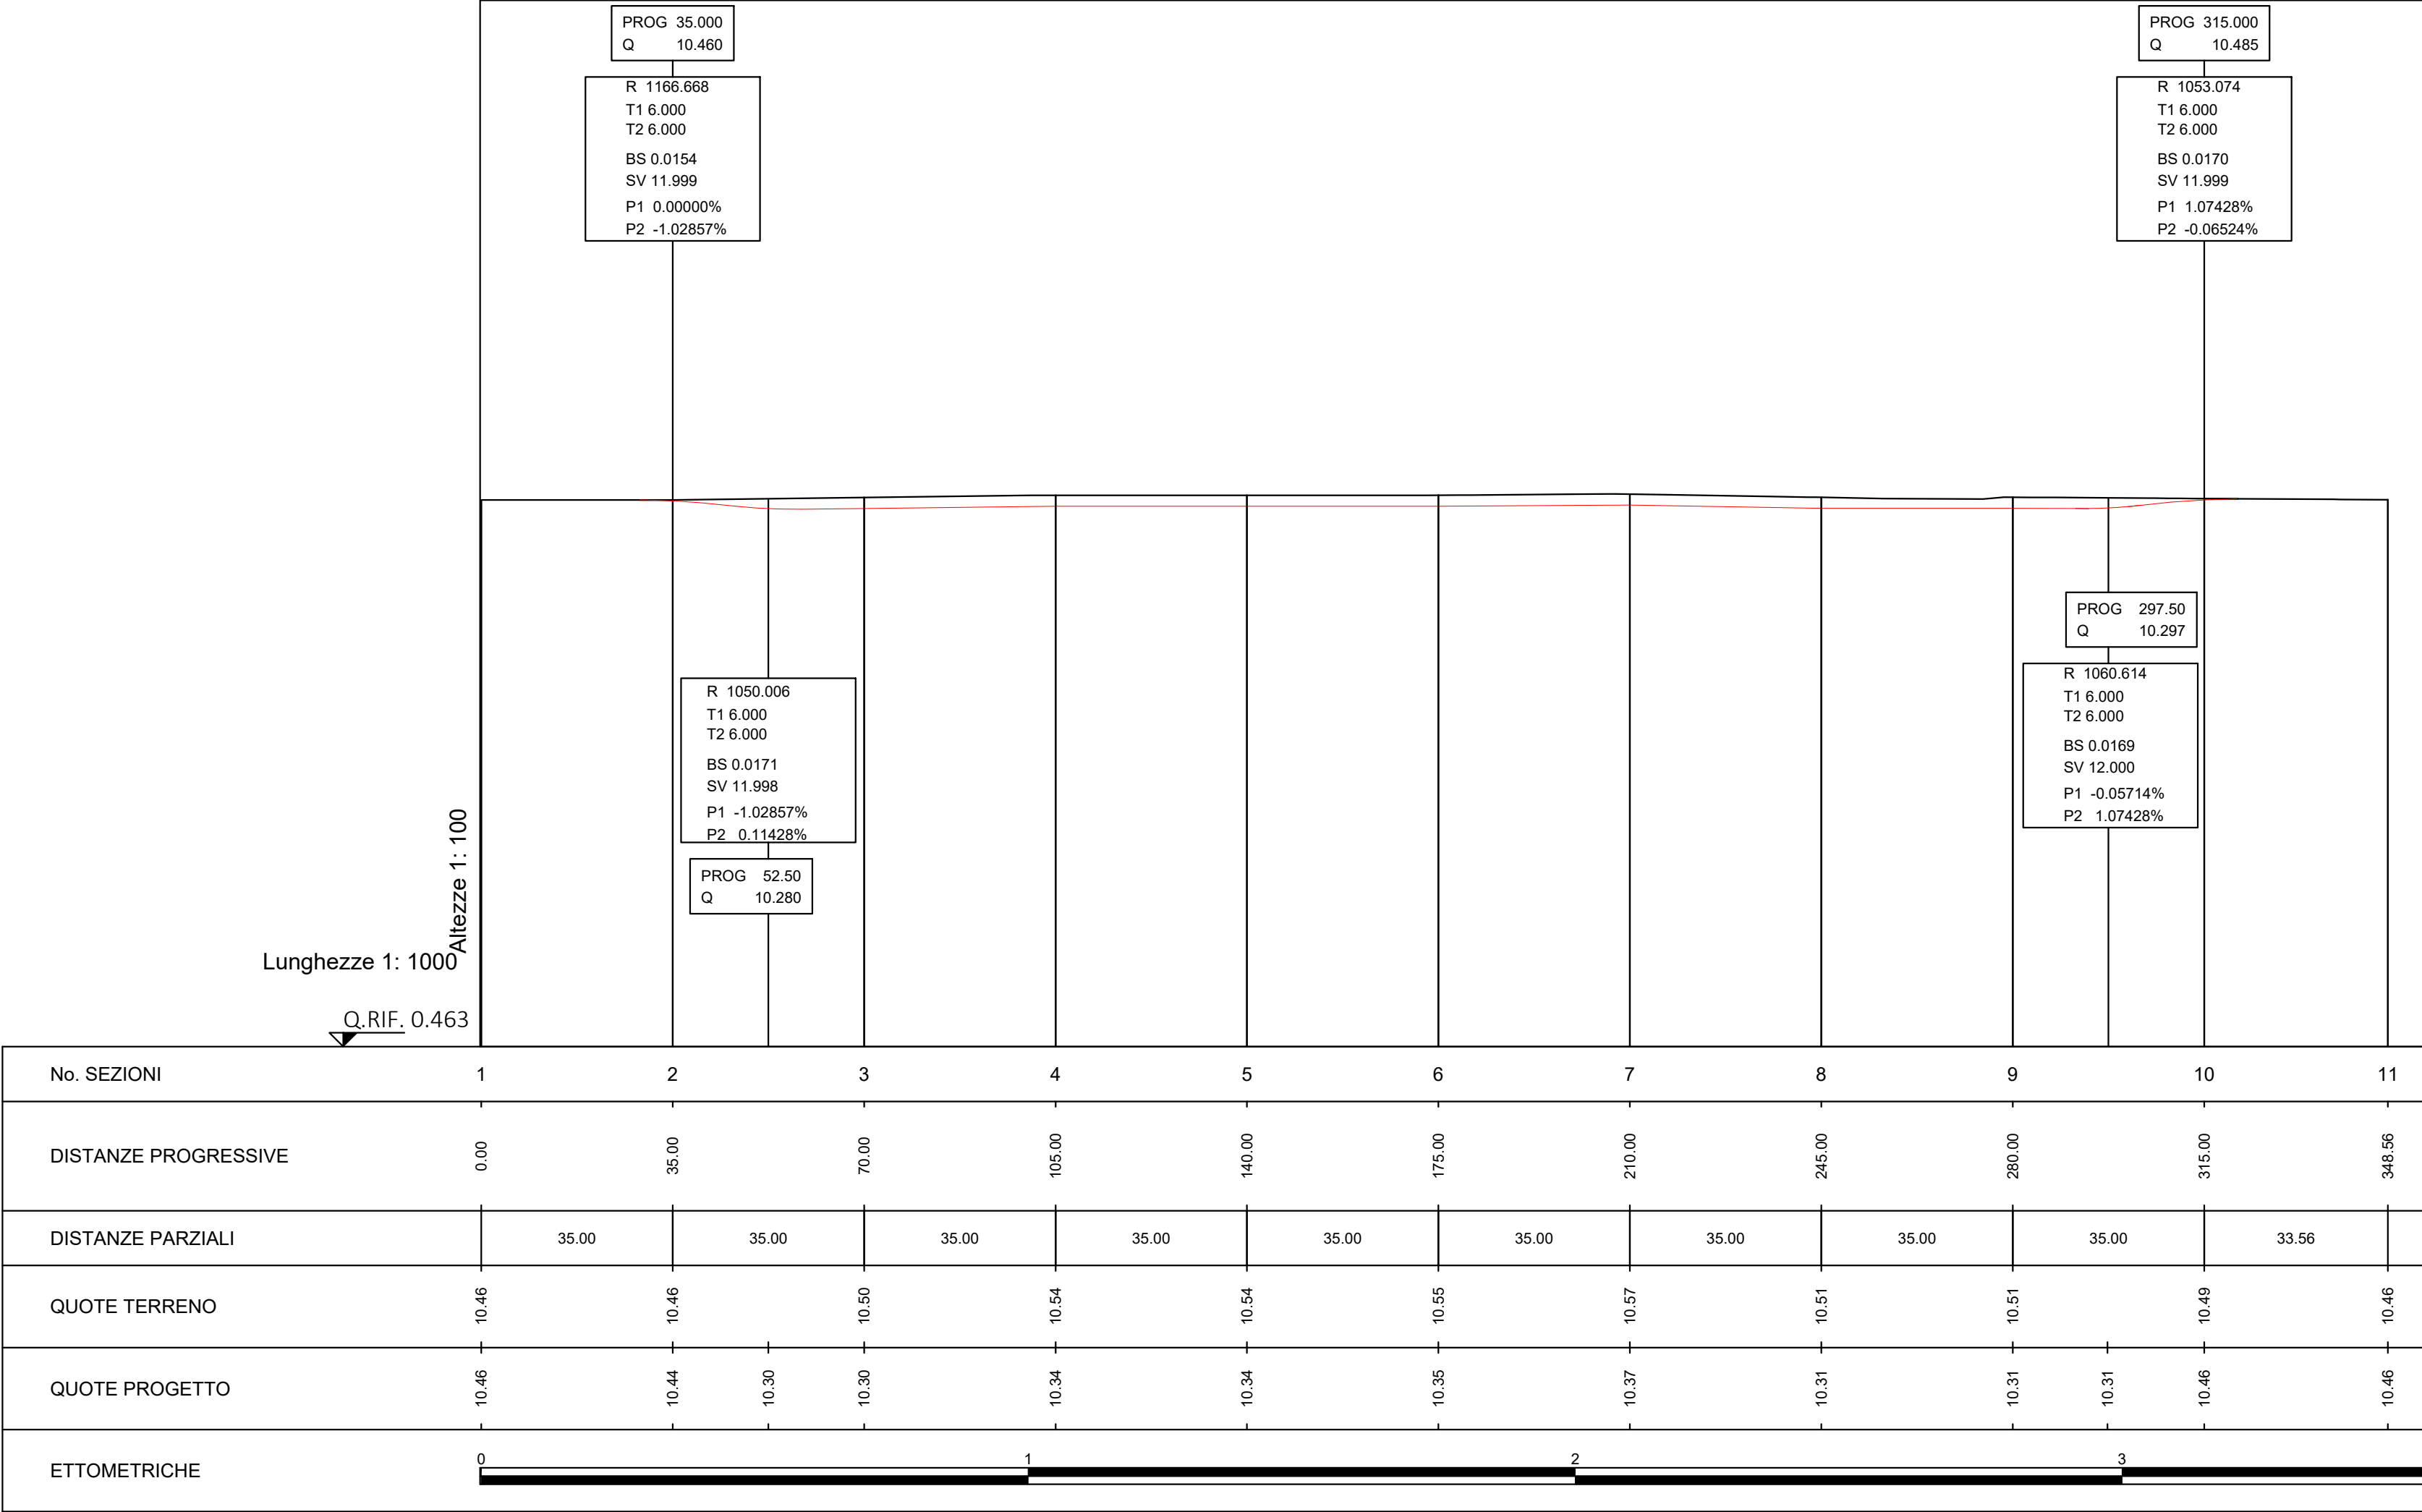 PROG 35.000
Q 10.460
R 1166.668
T1 6.000
T2 6.000
BS 0.0154
SV 11.999
P1 0.00000%
P2 -1.02857%
PROG 315.000
Q 10.485
R 1053.074
T1 6.000
T2 6.000
BS 0.0170
SV 11.999
P1 1.07428%
P2 -0.06524%
PROG 297.50
Q 10.297
R 1060.614
T1 6.000
T2 6.000
BS 0.0169
SV 12.000
P1 -0.05714%
P2 1.07428%
R 1050.006
T1 6.000
T2 6.000
BS 0.0171
SV 11.998
P1 -1.02857%
P2 0.11428%
PROG 52.50
Q 10.280
Altezze 1: 100
Lunghezze 1: 1000
Q.RIF. 0.463
No. SEZIONI 1 2 3 4 5 6 7 8 9 10 11
DISTANZE PROGRESSIVE 0.00 35.00 70.00 105.00 140.00 175.00 210.00 245.00 280.00 315.00 348.56
DISTANZE PARZIALI 35.00 35.00 35.00 35.00 35.00 35.00 35.00 35.00 35.00 33.56
QUOTE TERRENO 10.46 10.46 10.50 10.54 10.54 10.55 10.57 10.51 10.51 10.49 10.46
QUOTE PROGETTO 10.46 10.44 10.30 10.30 10.34 10.34 10.35 10.37 10.31 10.31 10.31 10.46 10.46
ETTOMETRICHE 0 1 2 3